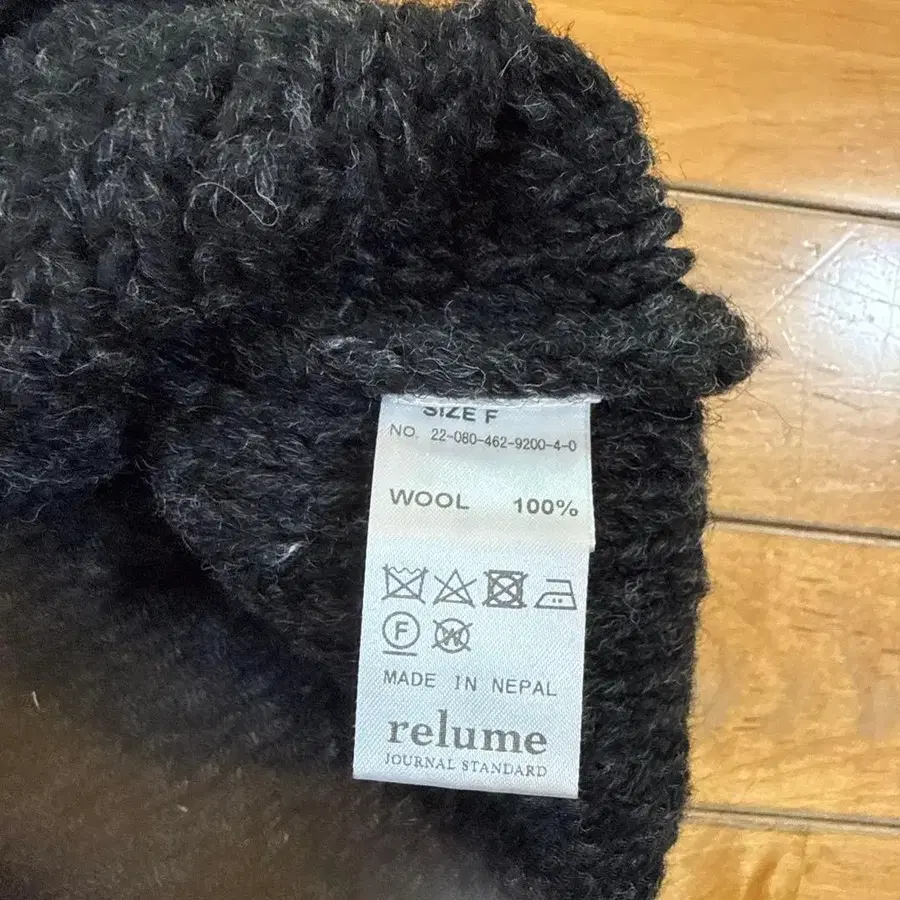 SIZE F
NO. 22-080-462-9200-4-0
WOOL 100%
F W
MADE IN NEPAL
relume
JOURNAL STANDARD